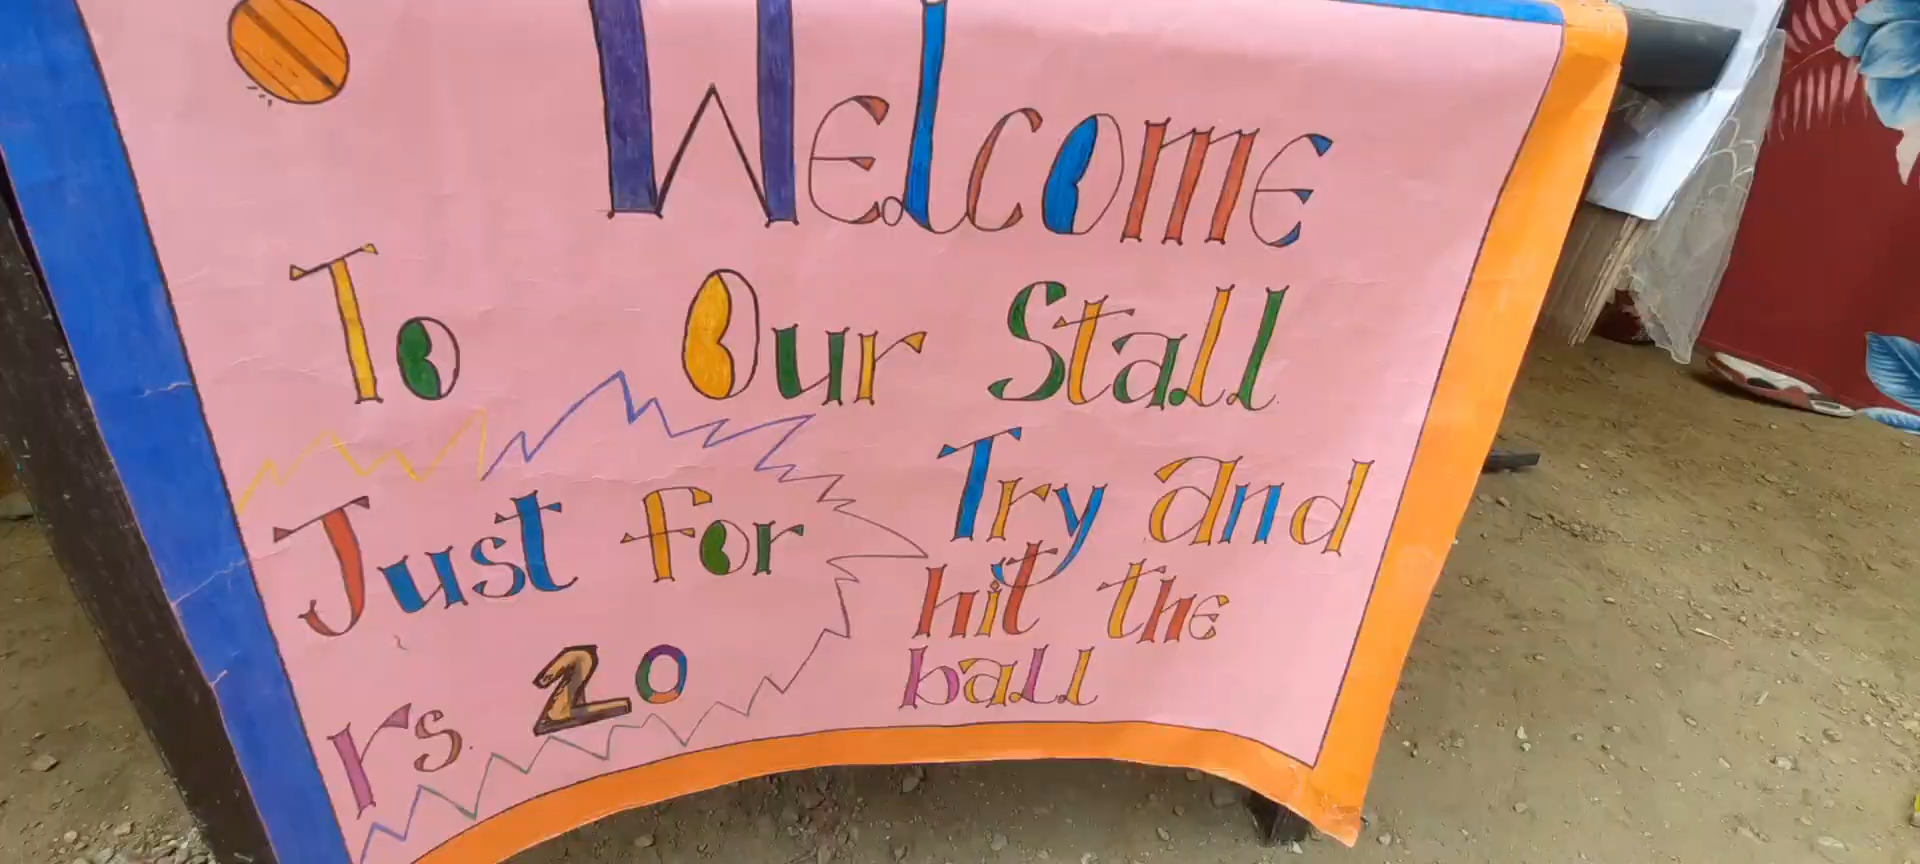 Welcome
To Our Stall
Just for
rs. 20
Try and
hit the
ball